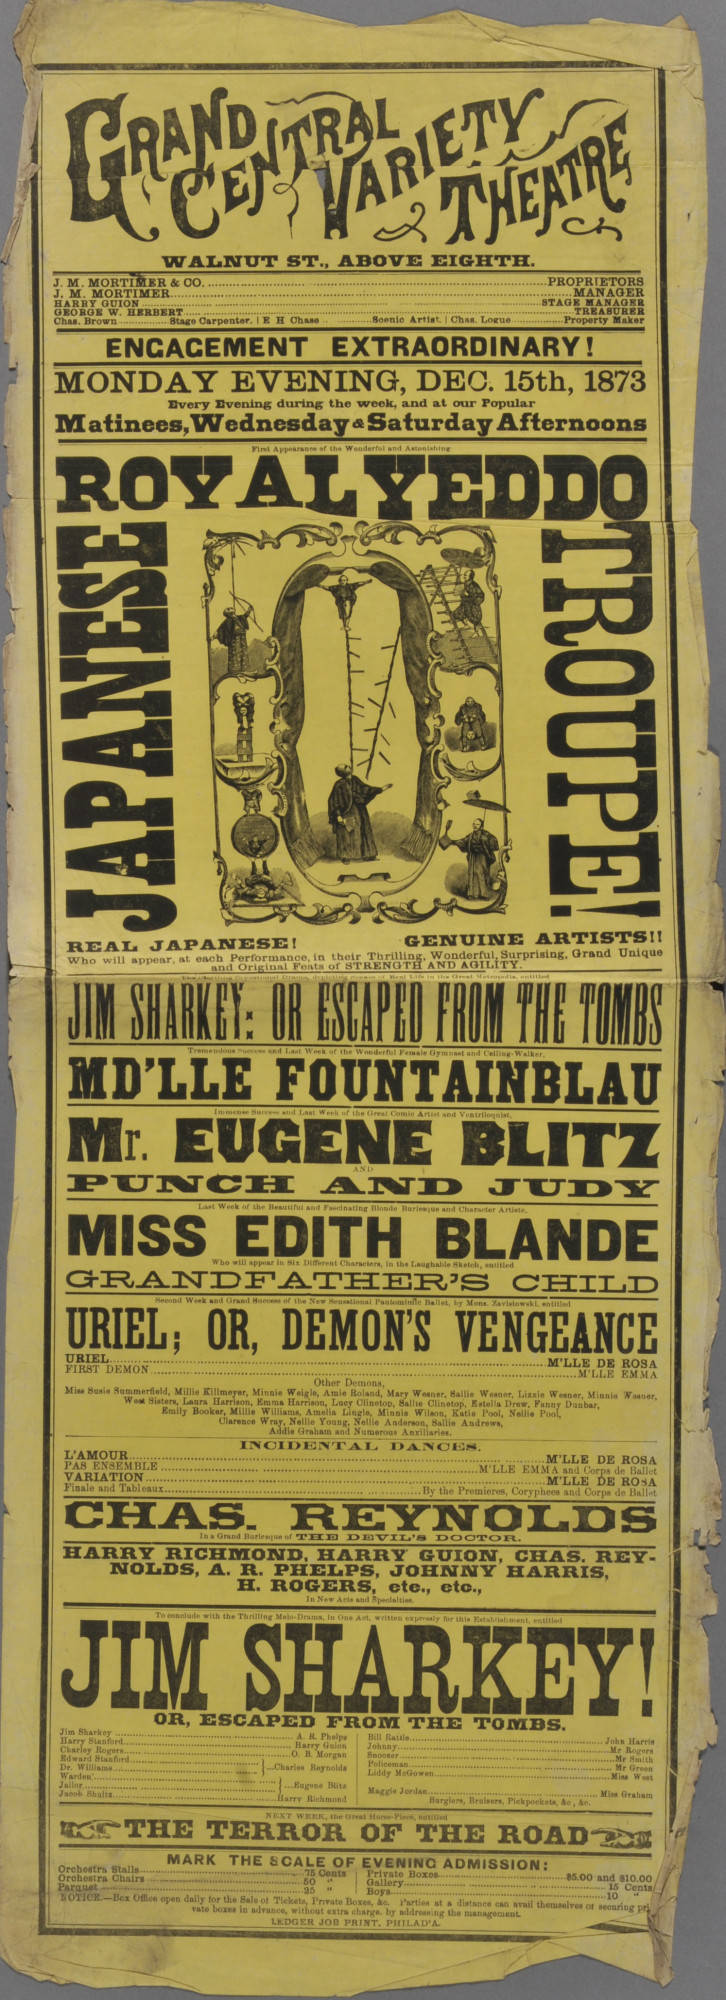 GRAND CENTRAL VARIETY THEATRE
WALNUT ST., ABOVE EIGHTH.
J. M. MORTIMER & CO. PROPRIETORS
J. M. MORTIMER MANAGER
HARRY GUION STAGE MANAGER
GEORGE W. HERBERT TREASURER
Chas. Brown Stage Carpenter. | E H Chase Scenic Artist. | Chas. Logue Property Maker
ENGAGEMENT EXTRAORDINARY!
MONDAY EVENING, DEC. 15th, 1873
Every Evening during the week, and at our Popular
Matinees, Wednesday & Saturday Afternoons
First Appearance of the Wonderful and Astonishing
ROYAL YEDDO
JAPANESE
TROUPE!
REAL JAPANESE! GENUINE ARTISTS!!
Who will appear, at each Performance, in their Thrilling, Wonderful, Surprising, Grand Unique
and Original Feats of STRENGTH AND AGILITY.
Sensational Drama, depicting scenes of Real Life in the Great Metropolis, entitled
JIM SHARKEY: OR ESCAPED FROM THE TOMBS
Tremendous Success and Last Week of the Wonderful Female Gymnast and Ceiling-Walker,
MD'LLE FOUNTAINBLAU
Immense Success and Last Week of the Great Comic Artist and Ventriloquist,
Mr. EUGENE BLITZ
AND
PUNCH AND JUDY
Last Week of the Beautiful and Fascinating Blonde Burlesque and Character Artiste,
MISS EDITH BLANDE
Who will appear in Six Different Characters, in the Laughable Sketch, entitled
GRANDFATHER'S CHILD
Second Week and Grand Success of the New Sensational Pantomimic Ballet, by Mons. Zavistowski, entitled
URIEL; OR, DEMON'S VENGEANCE
URIEL M'LLE DE ROSA
FIRST DEMON M'LLE EMMA
Other Demons,
Miss Susie Summerfield, Millie Killmeyer, Minnie Weigle, Amie Roland, Mary Wesner, Sallie Wesner, Lizzie Wesner, Minnie Wesner,
West Sisters, Laura Harrison, Emma Harrison, Lucy Clinetop, Sallie Clinetop, Estella Drew, Fanny Dunbar,
Emily Booker, Millie Williams, Amelia Lingle, Minnie Wilson, Katie Pool, Nellie Pool,
Clarence Wray, Nellie Young, Nellie Anderson, Sallie Andrews,
Addie Graham and Numerous Auxiliaries.
INCIDENTAL DANCES.
L'AMOUR M'LLE DE ROSA
PAS ENSEMBLE M'LLE EMMA and Corps de Ballet
VARIATION M'LLE DE ROSA
Finale and Tableaux By the Premieres, Coryphees and Corps de Ballet
CHAS. REYNOLDS
In a Grand Burlesque of THE DEVIL'S DOCTOR.
HARRY RICHMOND, HARRY GUION, CHAS. REY-
NOLDS, A. R. PHELPS, JOHNNY HARRIS,
H. ROGERS, etc., etc.,
In New Acts and Specialties.
To conclude with the Thrilling Melo-Drama, in One Act, written expressly for this Establishment, entitled
JIM SHARKEY!
OR, ESCAPED FROM THE TOMBS.
Jim Sharkey A. R. Phelps
Harry Stanford Harry Guion
Charley Rogers O. B. Morgan
Edward Stanford
Dr. Williams } Charles Reynolds
Warden
Jailor } Eugene Blitz
Jacob Shultz Harry Richmond
Bill Rattle John Harris
Johnny Mr Rogers
Snoozer Mr Smith
Policeman Mr Green
Liddy McGowen Miss West
Maggie Jordan Miss Graham
Burglers, Bruisers, Pickpockets, &c, &c.
NEXT WEEK, the Great Horse-Piece, entitled
THE TERROR OF THE ROAD
MARK THE SCALE OF EVENING ADMISSION:
Orchestra Stalls 75 Cents
Orchestra Chairs 50 "
Parquet 25 "
Private Boxes $5.00 and $10.00
Gallery 15 Cents
Boys 10 "
NOTICE.—Box Office open daily for the Sale of Tickets, Private Boxes, &c. Parties at a distance can avail themselves of securing pri
vate boxes in advance, without extra charge, by addressing the management.
LEDGER JOB PRINT, PHILAD'A.